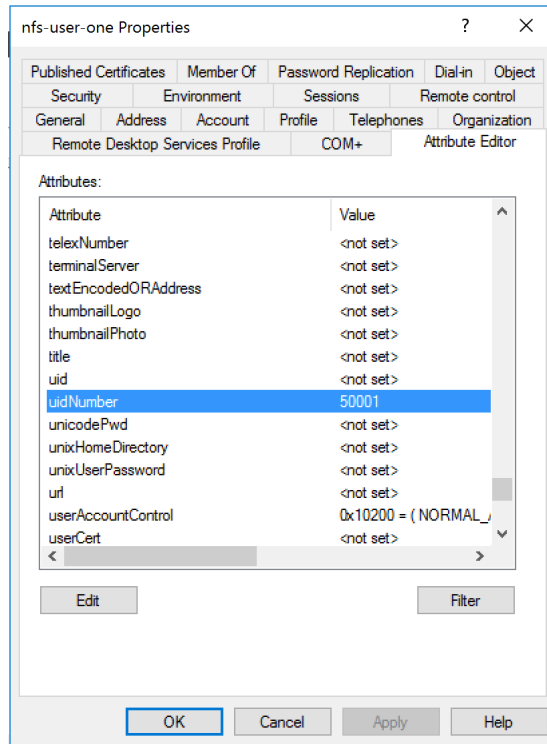 nfs-user-one Properties ? ×
Published Certificates Member Of Password Replication Dial-in Object
Security Environment Sessions Remote control
General Address Account Profile Telephones Organization
Remote Desktop Services Profile COM+ Attribute Editor
Attributes:
Attribute Value
telexNumber <not set>
terminalServer <not set>
textEncodedORAddress <not set>
thumbnailLogo <not set>
thumbnailPhoto <not set>
title <not set>
uid <not set>
uidNumber 50001
unicodePwd <not set>
unixHomeDirectory <not set>
unixUserPassword <not set>
url <not set>
userAccountControl 0x10200 = ( NORMAL_
userCert <not set>
Edit Filter
OK Cancel Apply Help